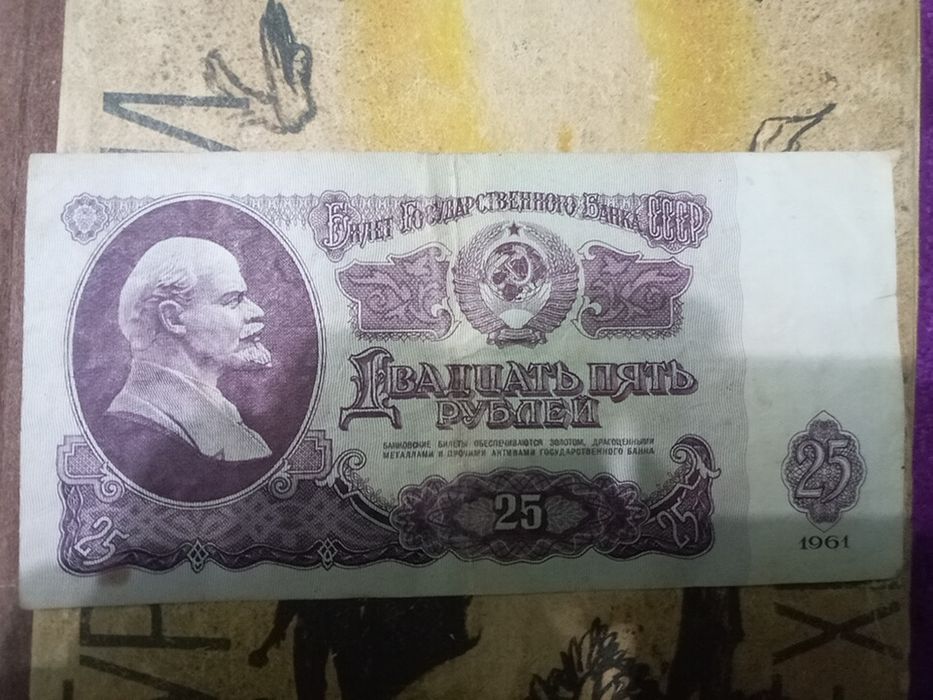 Билет Государственного Банка СССР
Двадцать пять
рублей
БАНКОВСКИЕ БИЛЕТЫ ОБЕСПЕЧИВАЮТСЯ ЗОЛОТОМ, ДРАГОЦЕННЫМИ
МЕТАЛЛАМИ И ПРОЧИМИ АКТИВАМИ ГОСУДАРСТВЕННОГО БАНКА
25
25
25
25
1961